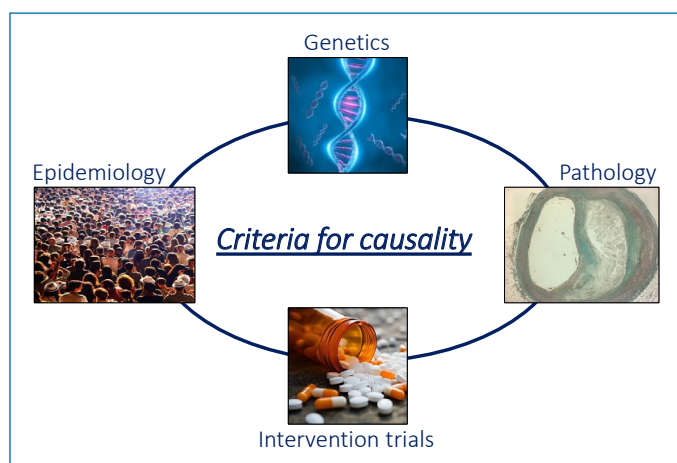 Genetics
Epidemiology
Pathology
Criteria for causality
Intervention trials